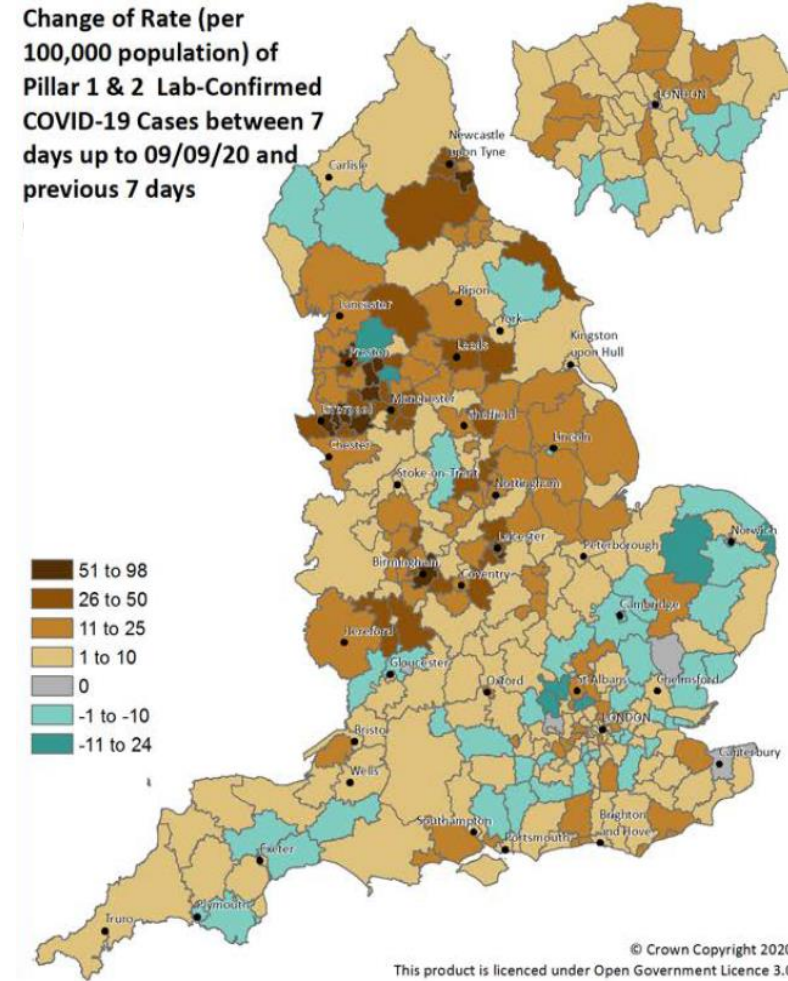 Change of Rate (per
100,000 population) of
Pillar 1 & 2 Lab-Confirmed
COVID-19 Cases between 7
days up to 09/09/20 and
previous 7 days
LONDON
Newcastle
upon Tyne
Carlisle
Ripon
Lancaster
York
Kingston
upon Hull
Leeds
Preston
Manchester
Liverpool
Sheffield
Lincoln
Chester
Stoke-on-Trent
Nottingham
Norwich
Leicester
Peterborough
Birmingham
Coventry
Cambridge
Hereford
Gloucester
Oxford
St Albans
Chelmsford
LONDON
Bristol
Canterbury
Wells
Southampton
Brighton
and Hove
Portsmouth
Exeter
Plymouth
Truro
51 to 98
26 to 50
11 to 25
1 to 10
0
-1 to -10
-11 to 24
© Crown Copyright 2020
This product is licenced under Open Government Licence 3.0